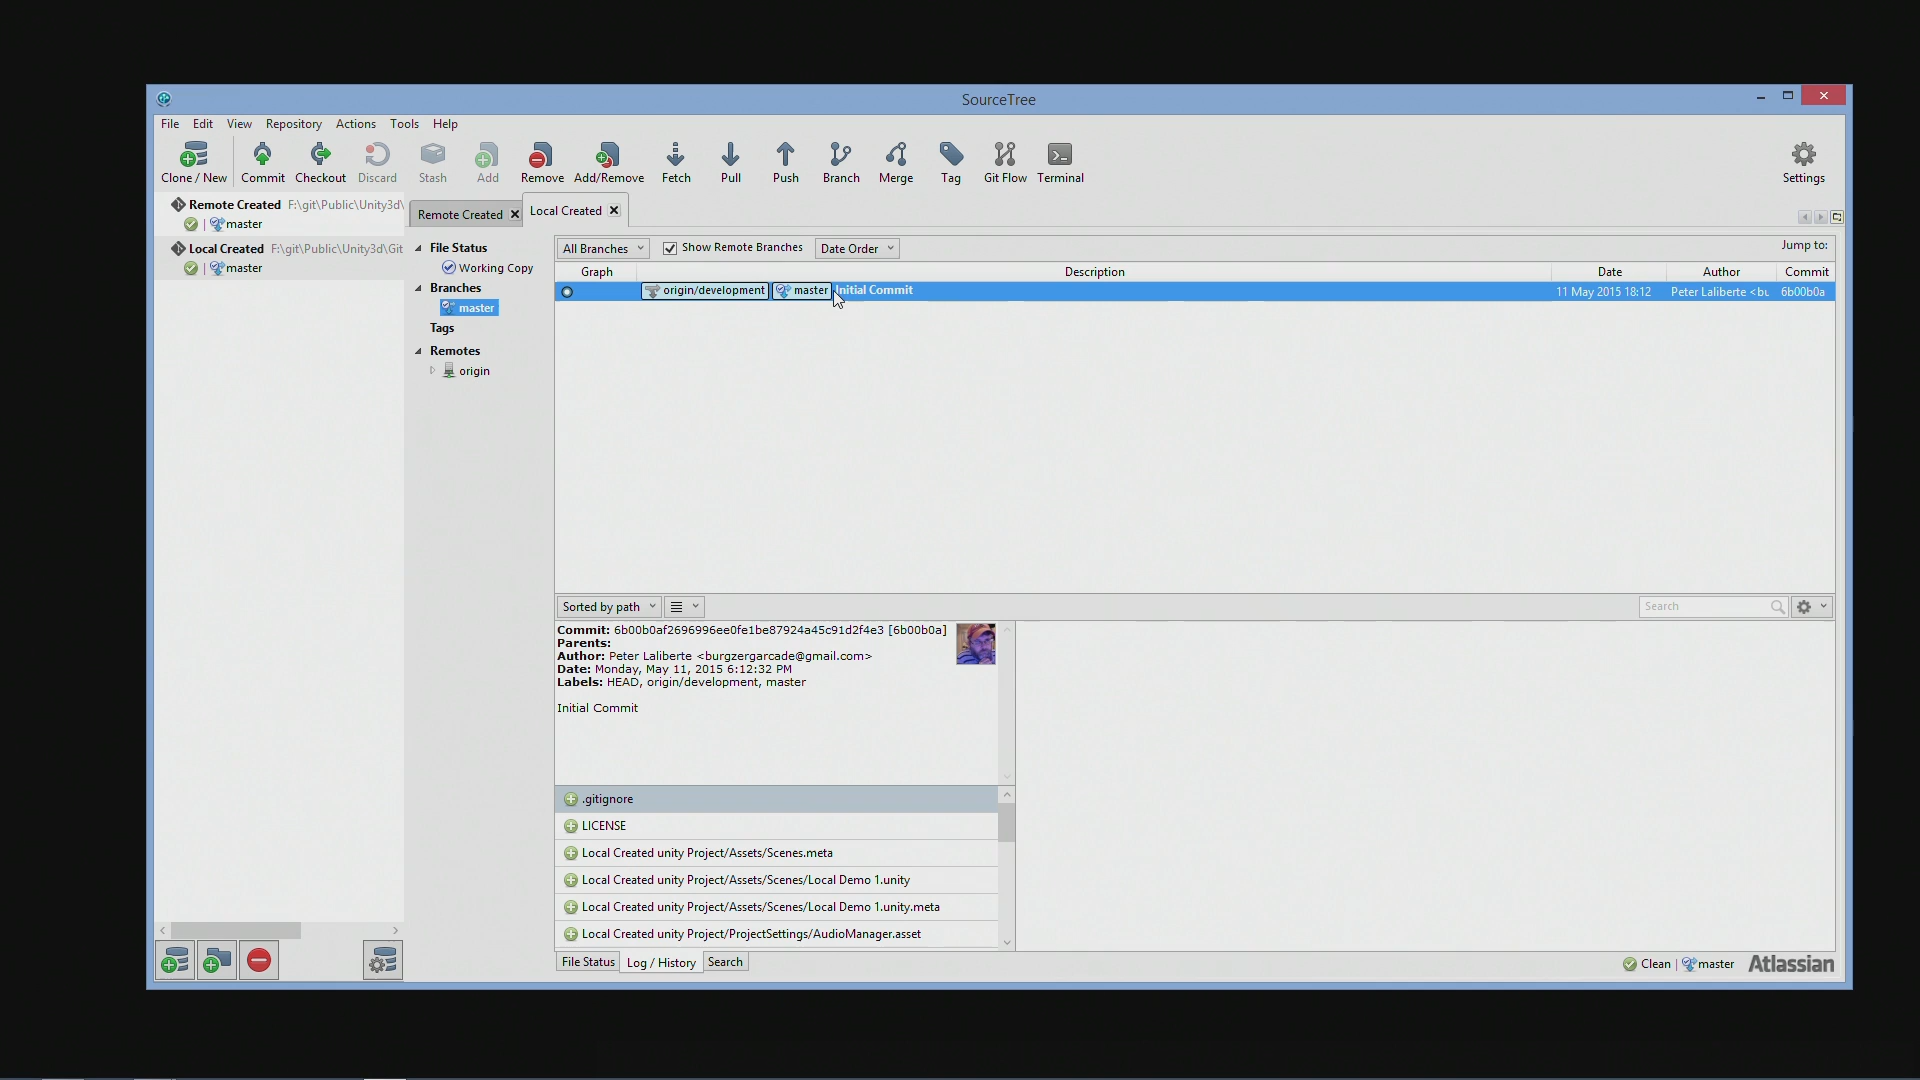 SourceTree
File Edit View Repository Actions Tools Help
Clone / New Commit Checkout Discard Stash Add Remove Add/Remove Fetch Pull Push Branch Merge Tag Git Flow Terminal Settings
Remote Created F:\git\Public\Unity3d\
master
Local Created F:\git\Public\Unity3d\Git
master
Remote Created Local Created
File Status
Working Copy
Branches
master
Tags
Remotes
origin
All Branches Show Remote Branches Date Order Jump to:
Graph Description Date Author Commit
origin/development master Initial Commit 11 May 2015 18:12 Peter Laliberte <bu 6b00b0a
Sorted by path Search
Commit: 6b00b0af2696996ee0fe1be87924a45c91d2f4e3 [6b00b0a]
Parents:
Author: Peter Laliberte <burgzergarcade@gmail.com>
Date: Monday, May 11, 2015 6:12:32 PM
Labels: HEAD, origin/development, master
Initial Commit
.gitignore
LICENSE
Local Created unity Project/Assets/Scenes.meta
Local Created unity Project/Assets/Scenes/Local Demo 1.unity
Local Created unity Project/Assets/Scenes/Local Demo 1.unity.meta
Local Created unity Project/ProjectSettings/AudioManager.asset
File Status Log / History Search
Clean master Atlassian